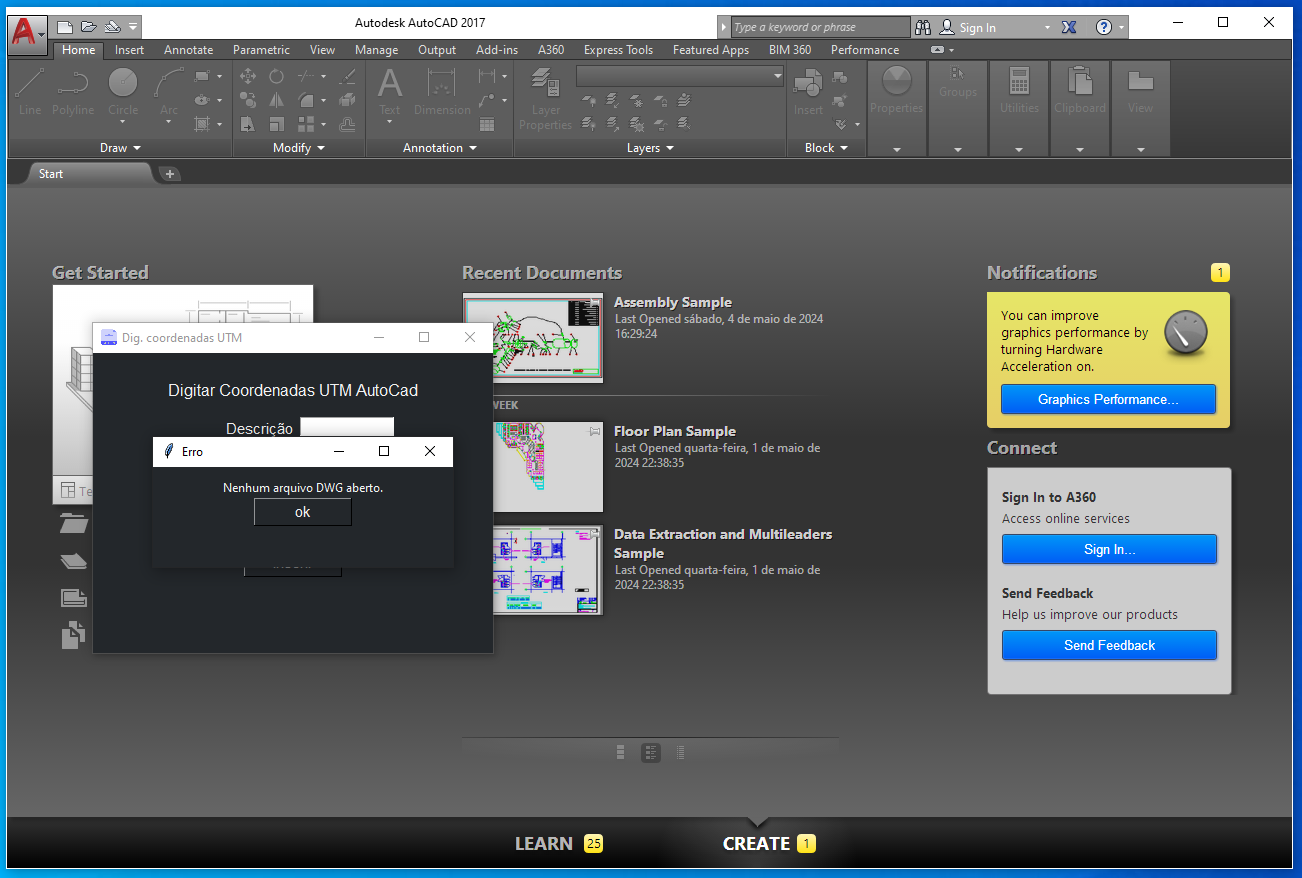 Autodesk AutoCAD 2017
Type a keyword or phrase
Sign In
Home Insert Annotate Parametric View Manage Output Add-ins A360 Express Tools Featured Apps BIM 360 Performance
Line Polyline Circle Arc
Text Dimension
Layer
Properties
Insert
Properties
Groups
Utilities
Clipboard
View
Draw
Modify
Annotation
Layers
Block
Start
Get Started
Recent Documents
Notifications
1
Assembly Sample
Last Opened sábado, 4 de maio de 2024
16:29:24
WEEK
Floor Plan Sample
Last Opened quarta-feira, 1 de maio de
2024 22:38:35
Data Extraction and Multileaders
Sample
Last Opened quarta-feira, 1 de maio de
2024 22:38:35
You can improve
graphics performance by
turning Hardware
Acceleration on.
Graphics Performance...
Connect
Sign In to A360
Access online services
Sign In...
Send Feedback
Help us improve our products
Send Feedback
Dig. coordenadas UTM
Digitar Coordenadas UTM AutoCad
Descrição
Erro
Nenhum arquivo DWG aberto.
ok
LEARN 25
CREATE 1